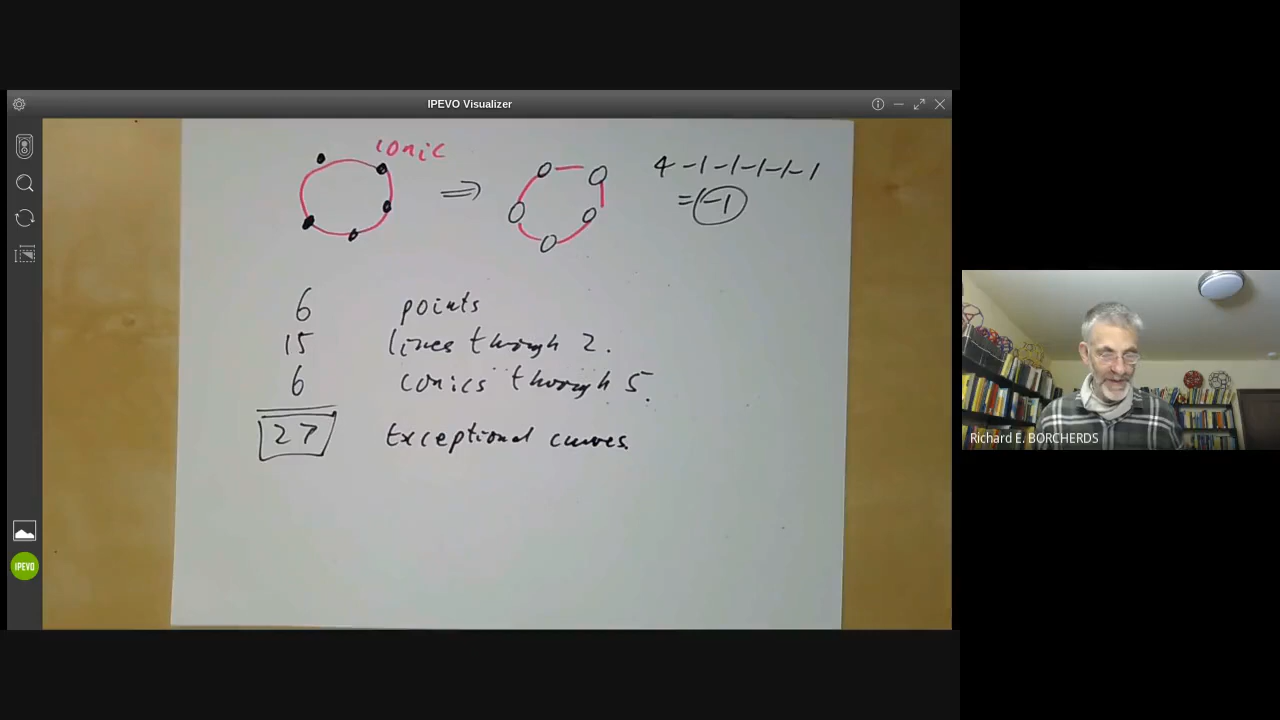 IPEVO Visualizer
conic
⇒
4 -1 -1 -1 -1 -1
= -1
6 points
15 lines through 2.
6 conics through 5.
27 Exceptional curves.
Richard E. BORCHERDS
IPEVO